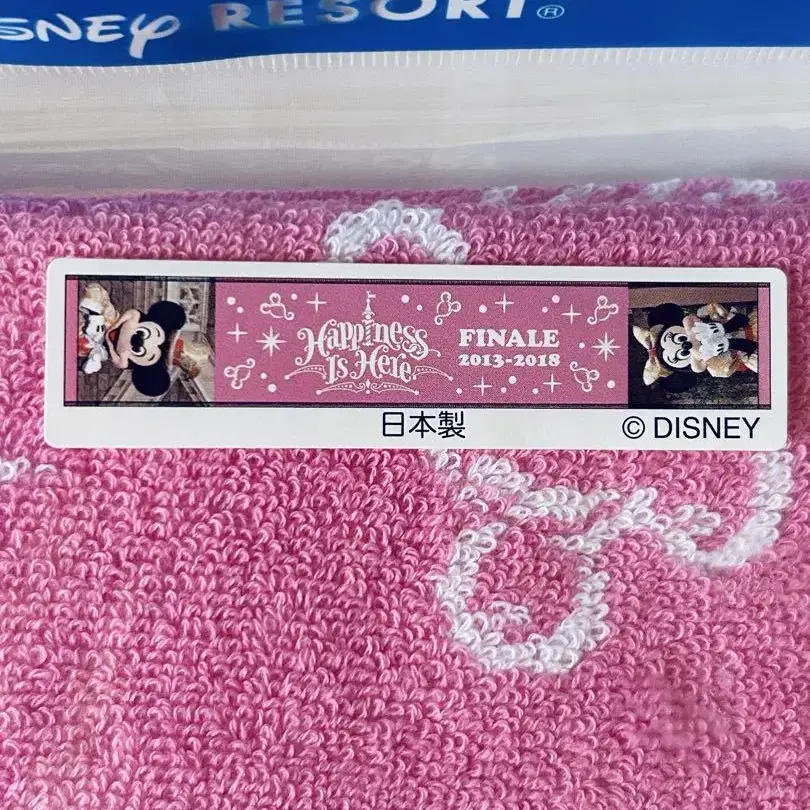 SNEY RESORT®
Happiness
Is Here
FINALE
2013-2018
日本製
© DISNEY